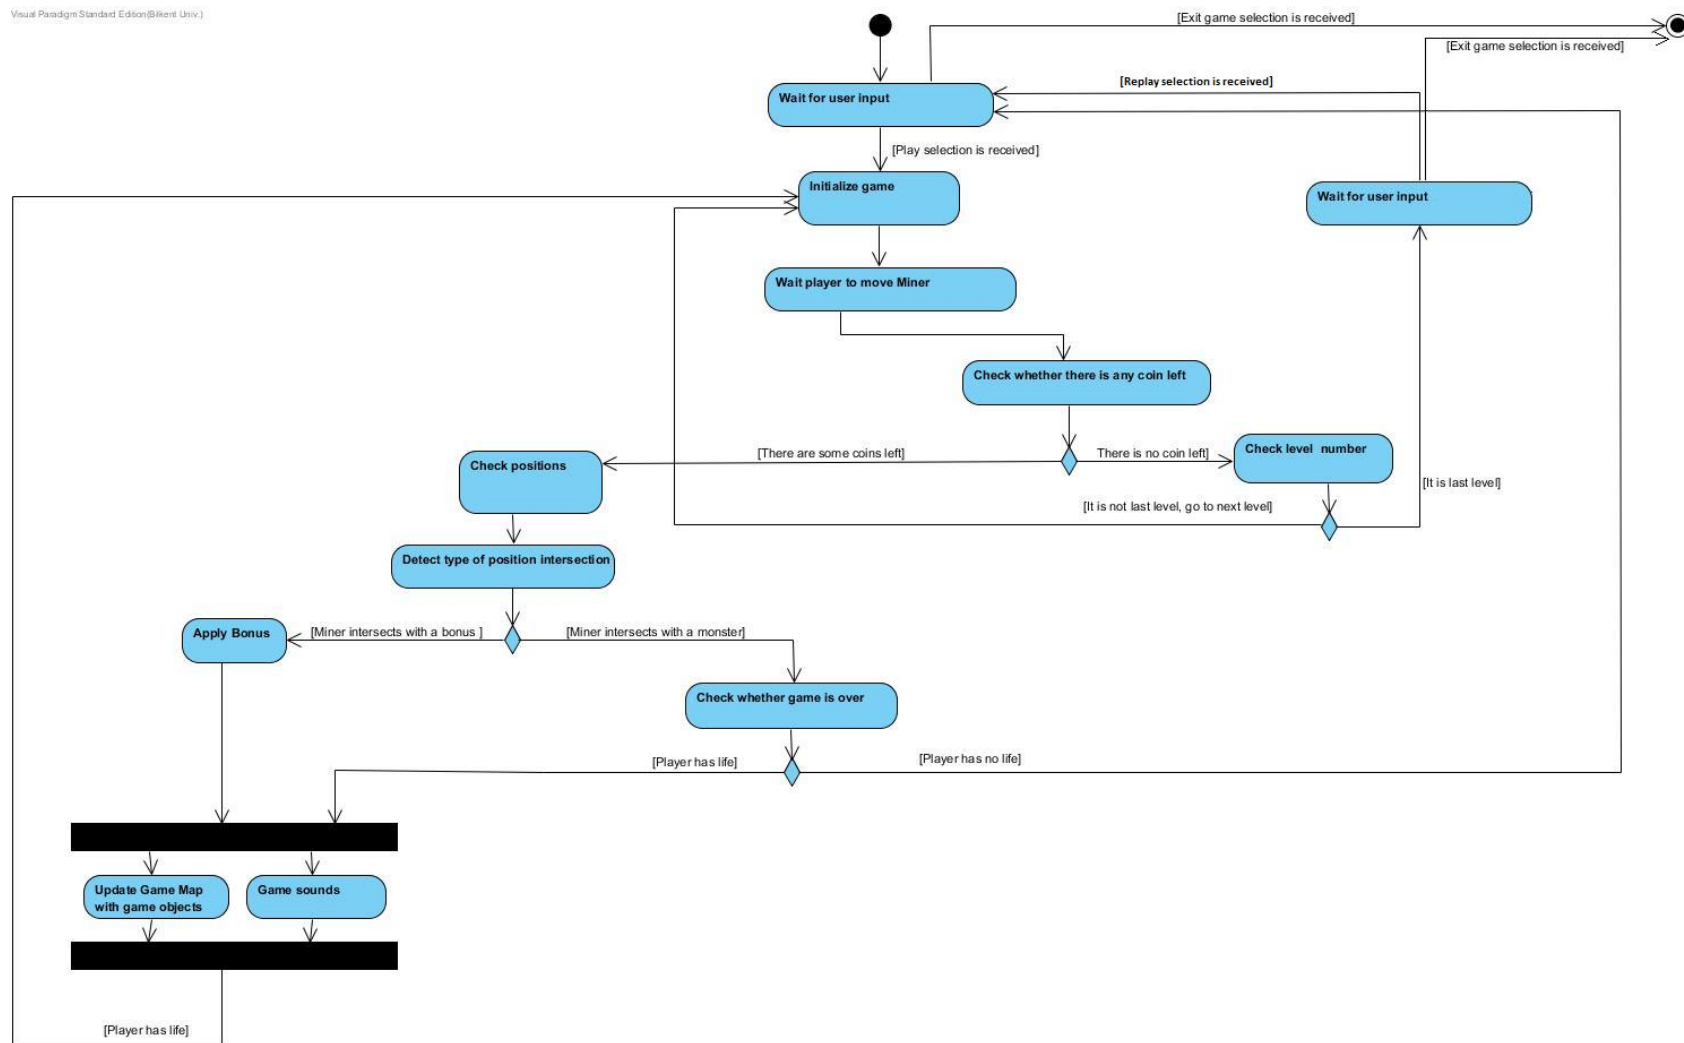 Visual Paradigm Standard Edition(Bilkent Univ.)
[Exit game selection is received]
[Exit game selection is received]
[Replay selection is received]
Wait for user input
[Play selection is received]
Initialize game
Wait for user input
Wait player to move Miner
Check whether there is any coin left
[There are some coins left]
There is no coin left]
Check level number
Check positions
[It is last level]
[It is not last level, go to next level]
Detect type of position intersection
Apply Bonus
[Miner intersects with a bonus ]
[Miner intersects with a monster]
Check whether game is over
[Player has life]
[Player has no life]
Update Game Map
with game objects
Game sounds
[Player has life]